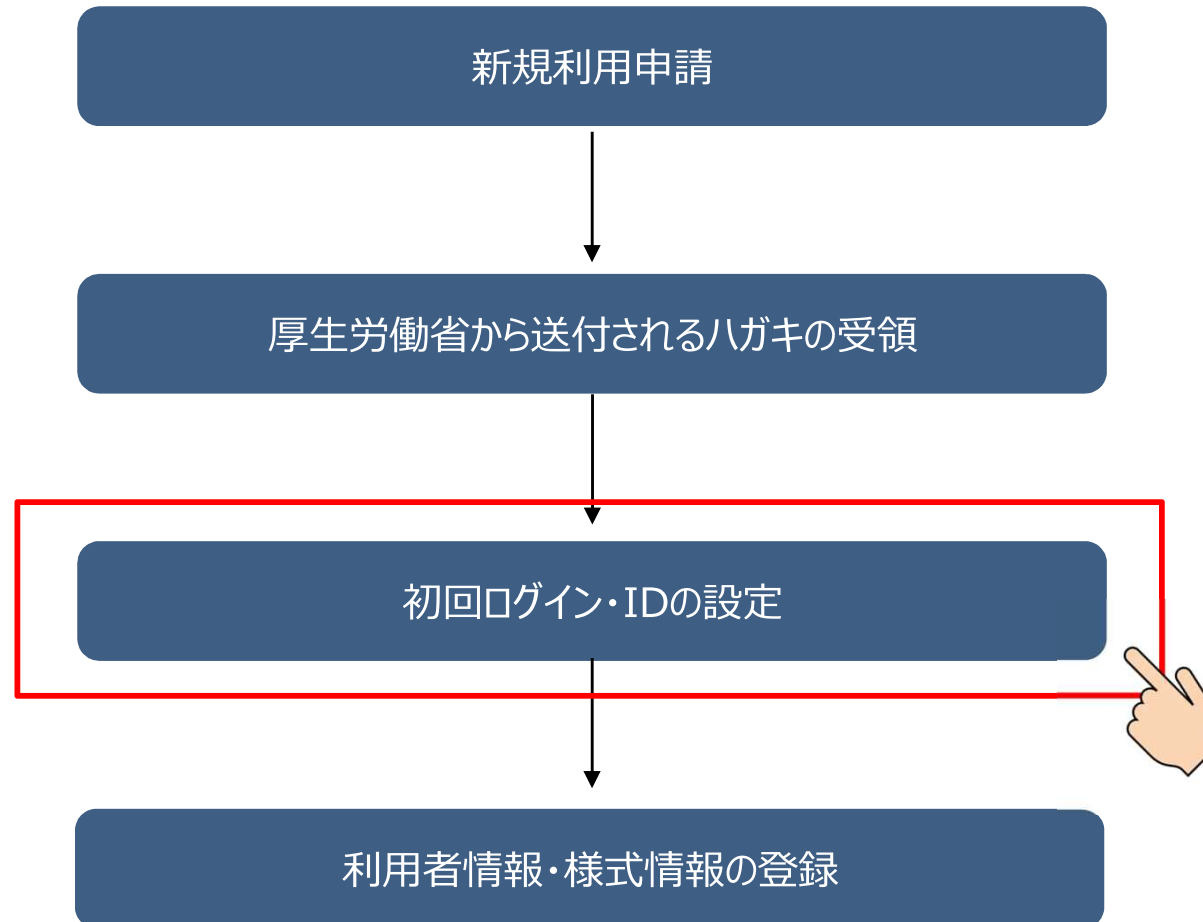 新規利用申請
厚生労働省から送付されるハガキの受領
初回ログイン・IDの設定
利用者情報・様式情報の登録